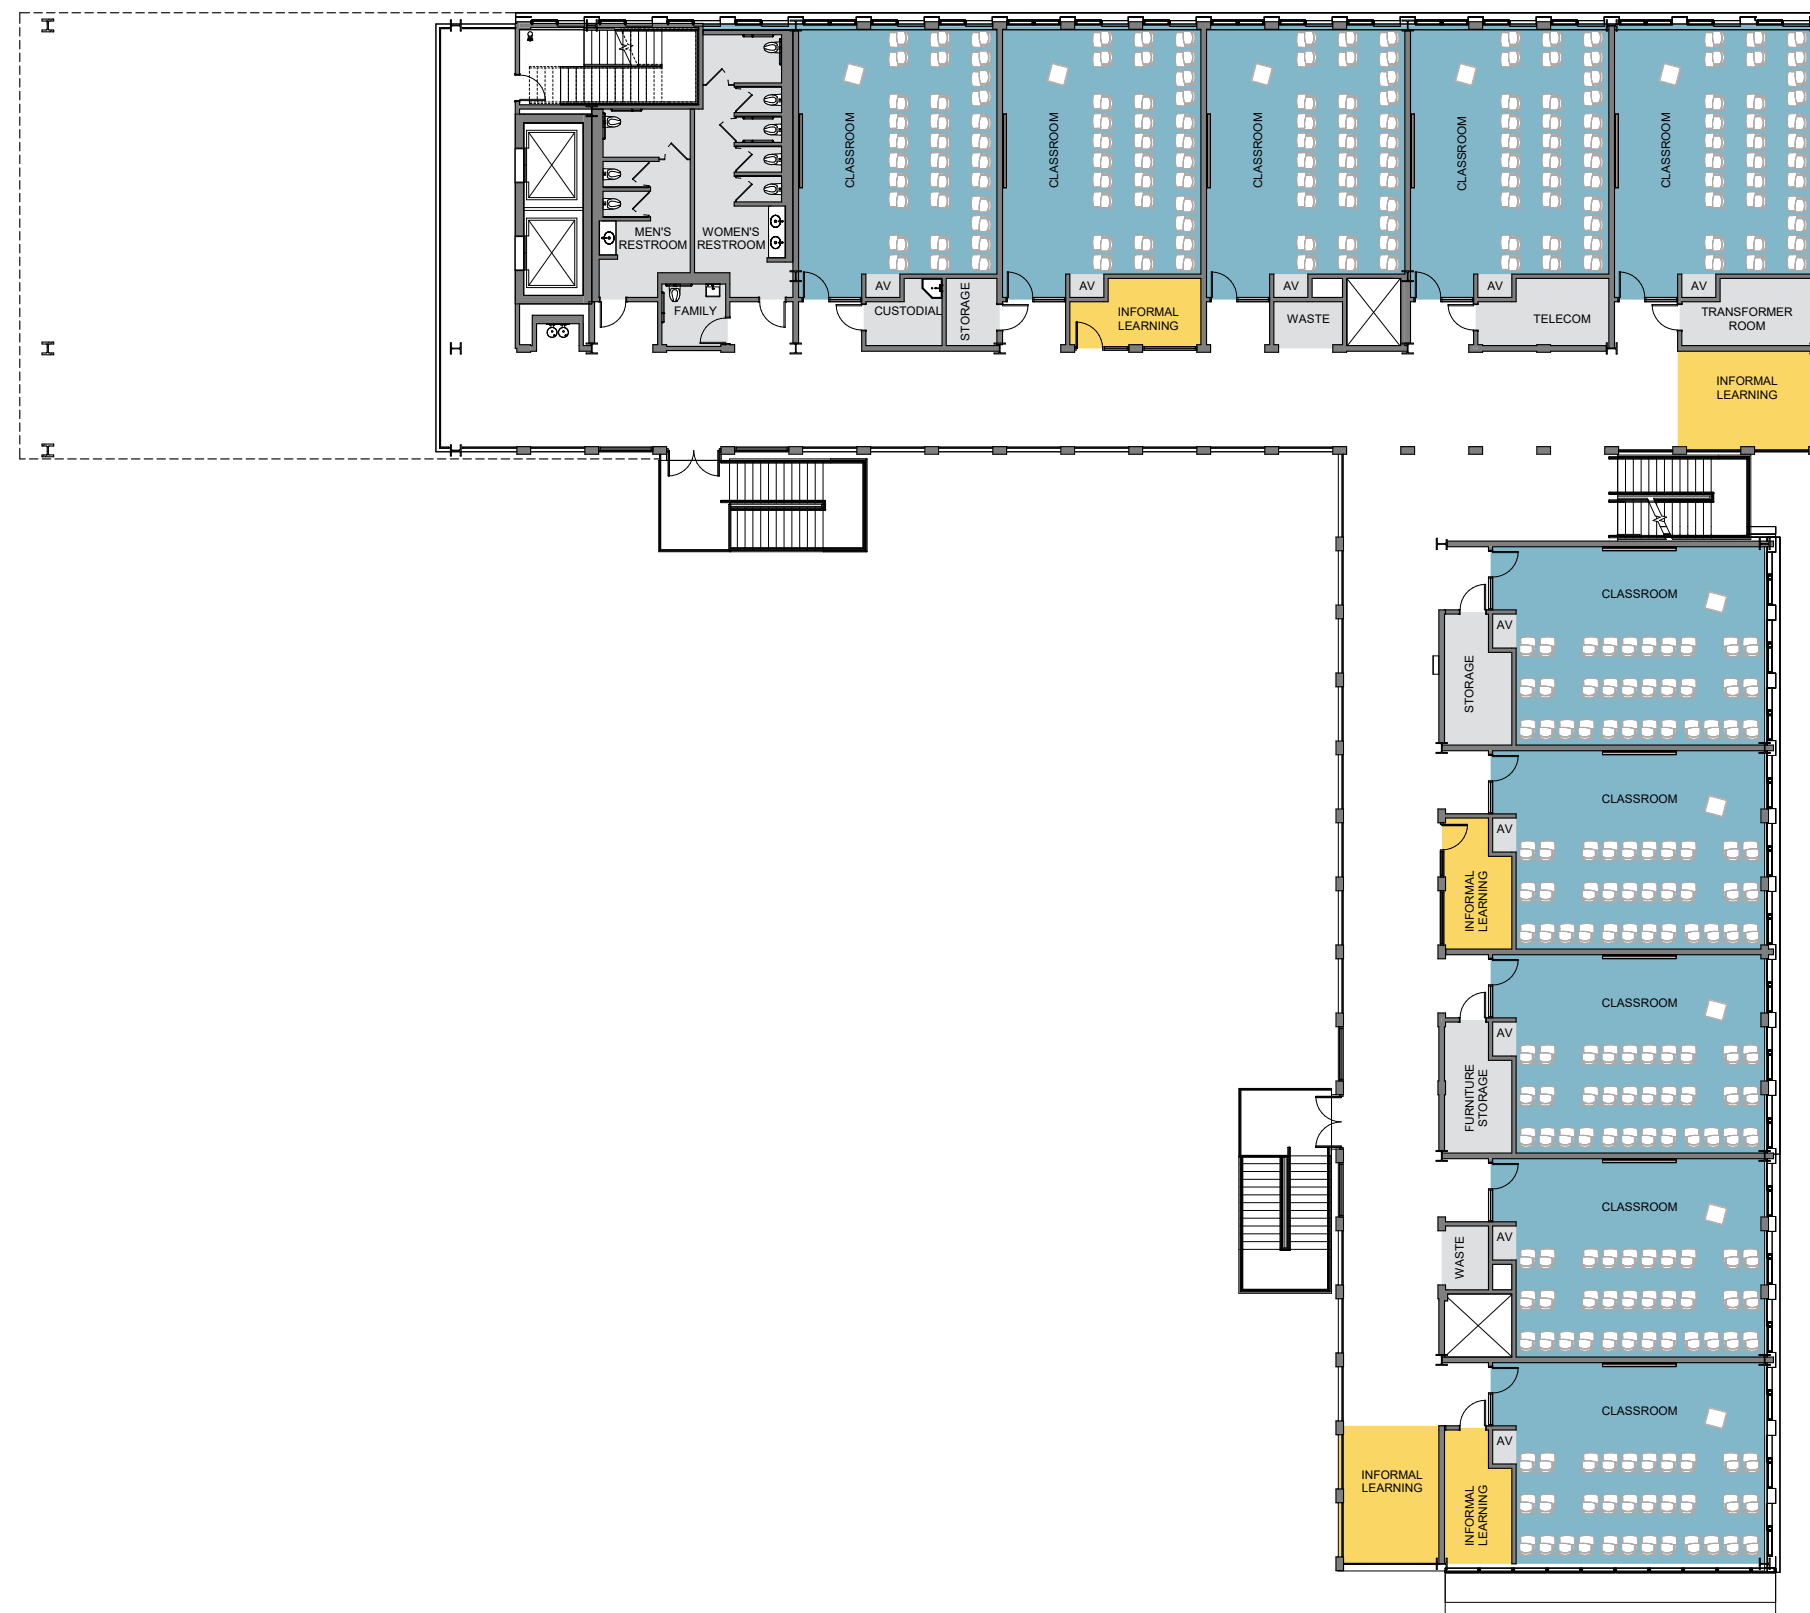 CLASSROOM
CLASSROOM
CLASSROOM
CLASSROOM
CLASSROOM
MEN'S
RESTROOM
WOMEN'S
RESTROOM
AV
AV
AV
AV
AV
FAMILY
CUSTODIAL
STORAGE
INFORMAL
LEARNING
WASTE
TELECOM
TRANSFORMER
ROOM
INFORMAL
LEARNING
CLASSROOM
AV
STORAGE
CLASSROOM
AV
INFORMAL
LEARNING
CLASSROOM
AV
FURNITURE
STORAGE
CLASSROOM
AV
WASTE
CLASSROOM
AV
INFORMAL
LEARNING
INFORMAL
LEARNING